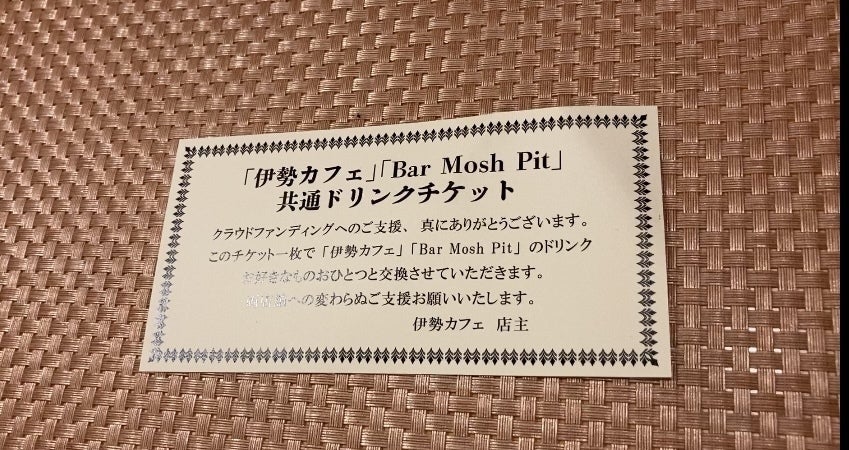 「伊勢カフェ」「Bar Mosh Pit」
共通ドリンクチケット
クラウドファンディングへのご支援、真にありがとうございます。
このチケット一枚で「伊勢カフェ」「Bar Mosh Pit」のドリンク
お好きなものおひとつと交換させていただきます。
への変わらぬご支援お願いいたします。
伊勢カフェ 店主